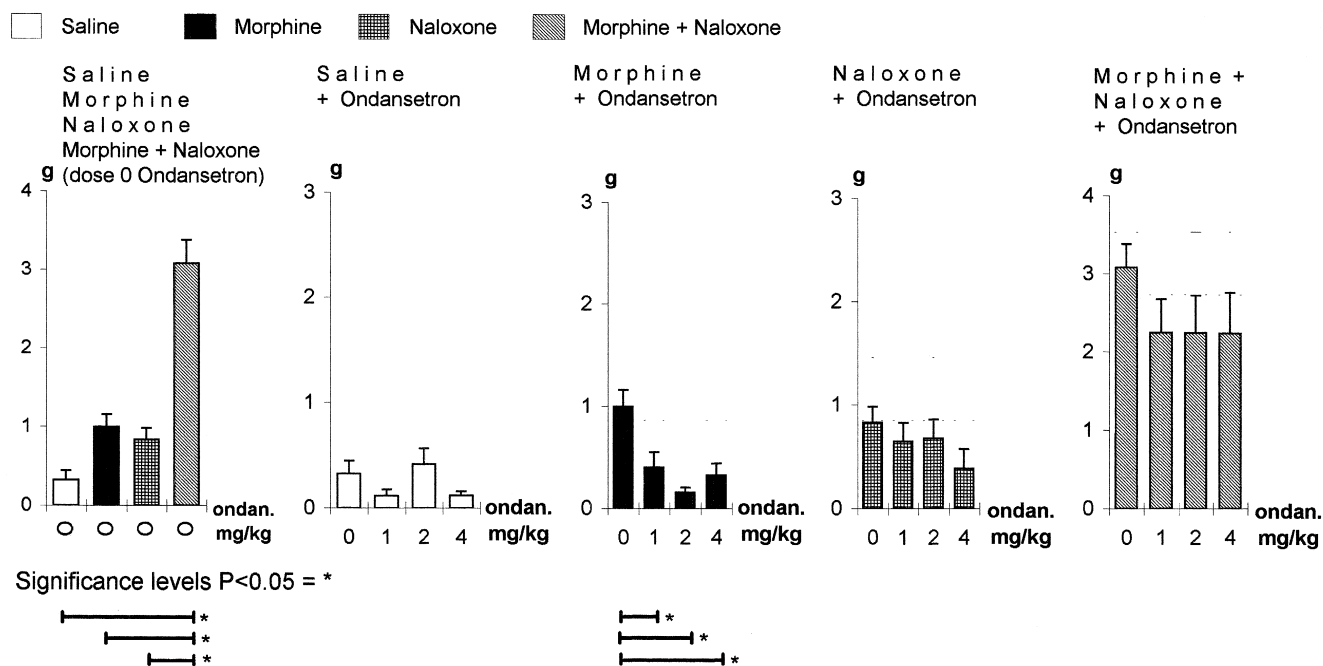 Saline Morphine Naloxone Morphine + Naloxone
Saline
Morphine
Naloxone
Morphine + Naloxone
(dose 0 Ondansetron)
g
4
3
2
1
0
0 0 0 0
ondan.
mg/kg
Saline
+ Ondansetron
g
3
2
1
0
0 1 2 4
ondan.
mg/kg
Morphine
+ Ondansetron
g
3
2
1
0
0 1 2 4
ondan.
mg/kg
Naloxone
+ Ondansetron
g
3
2
1
0
0 1 2 4
ondan.
mg/kg
Morphine +
Naloxone
+ Ondansetron
g
4
3
2
1
0
0 1 2 4
ondan.
mg/kg
Significance levels P<0.05 = *
*
*
*
*
*
*